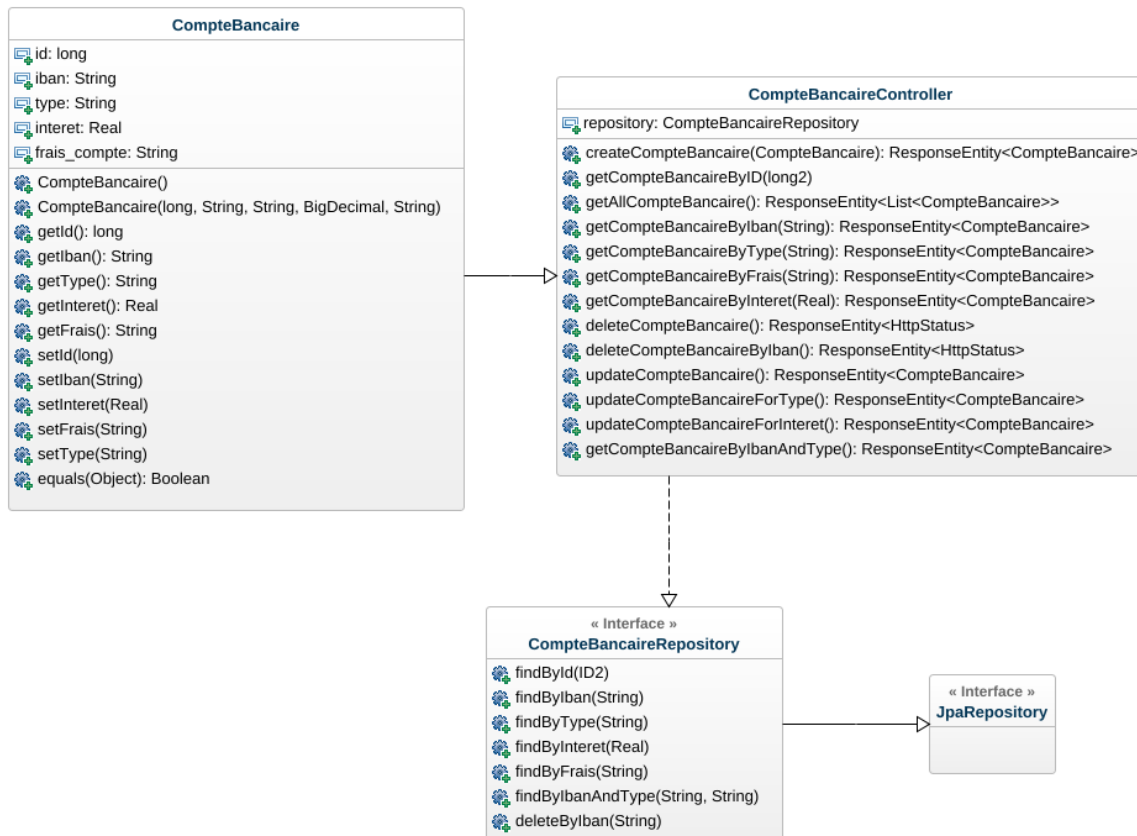 CompteBancaire
id: long
iban: String
type: String
interet: Real
frais_compte: String
CompteBancaire()
CompteBancaire(long, String, String, BigDecimal, String)
getId(): long
getIban(): String
getType(): String
getInteret(): Real
getFrais(): String
setId(long)
setIban(String)
setInteret(Real)
setFrais(String)
setType(String)
equals(Object): Boolean
CompteBancaireController
repository: CompteBancaireRepository
createCompteBancaire(CompteBancaire): ResponseEntity<CompteBancaire>
getCompteBancaireByID(long2)
getAllCompteBancaire(): ResponseEntity<List<CompteBancaire>>
getCompteBancaireByIban(String): ResponseEntity<CompteBancaire>
getCompteBancaireByType(String): ResponseEntity<CompteBancaire>
getCompteBancaireByFrais(String): ResponseEntity<CompteBancaire>
getCompteBancaireByInteret(Real): ResponseEntity<CompteBancaire>
deleteCompteBancaire(): ResponseEntity<HttpStatus>
deleteCompteBancaireByIban(): ResponseEntity<HttpStatus>
updateCompteBancaire(): ResponseEntity<CompteBancaire>
updateCompteBancaireForType(): ResponseEntity<CompteBancaire>
updateCompteBancaireForInteret(): ResponseEntity<CompteBancaire>
getCompteBancaireByIbanAndType(): ResponseEntity<CompteBancaire>
« Interface »
CompteBancaireRepository
findById(ID2)
findByIban(String)
findByType(String)
findByInteret(Real)
findByFrais(String)
findByIbanAndType(String, String)
deleteByIban(String)
« Interface »
JpaRepository